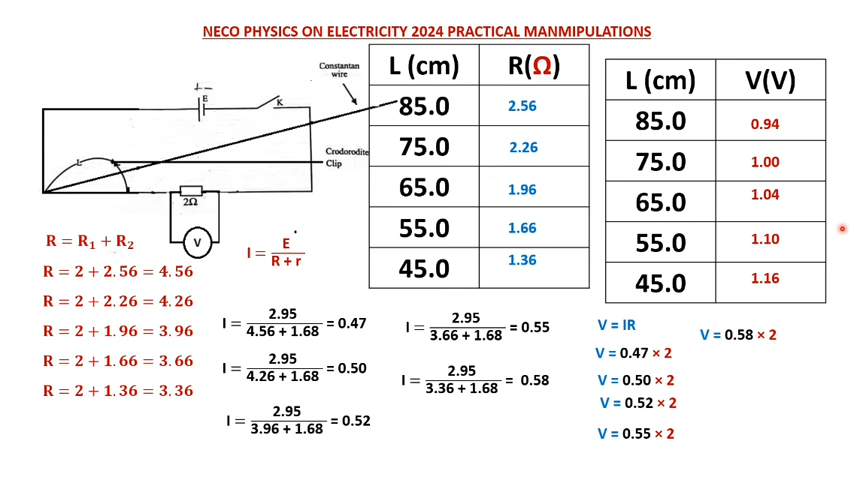 NECO PHYSICS ON ELECTRICITY 2024 PRACTICAL MANMIPULATIONS
+ −
E
K
Constantan
wire
L
Crodorodite
Clip
2Ω
V
L (cm) R(Ω)
85.0 2.56
75.0 2.26
65.0 1.96
55.0 1.66
45.0 1.36
L (cm) V(V)
85.0 0.94
75.0 1.00
65.0 1.04
55.0 1.10
45.0 1.16
R = R₁ + R₂
R = 2 + 2.56 = 4.56
R = 2 + 2.26 = 4.26
R = 2 + 1.96 = 3.96
R = 2 + 1.66 = 3.66
R = 2 + 1.36 = 3.36
I = E / R + r
I = 2.95 / 4.56 + 1.68 = 0.47
I = 2.95 / 4.26 + 1.68 = 0.50
I = 2.95 / 3.96 + 1.68 = 0.52
I = 2.95 / 3.66 + 1.68 = 0.55
I = 2.95 / 3.36 + 1.68 = 0.58
V = IR
V = 0.47 × 2
V = 0.50 × 2
V = 0.52 × 2
V = 0.55 × 2
V = 0.58 × 2